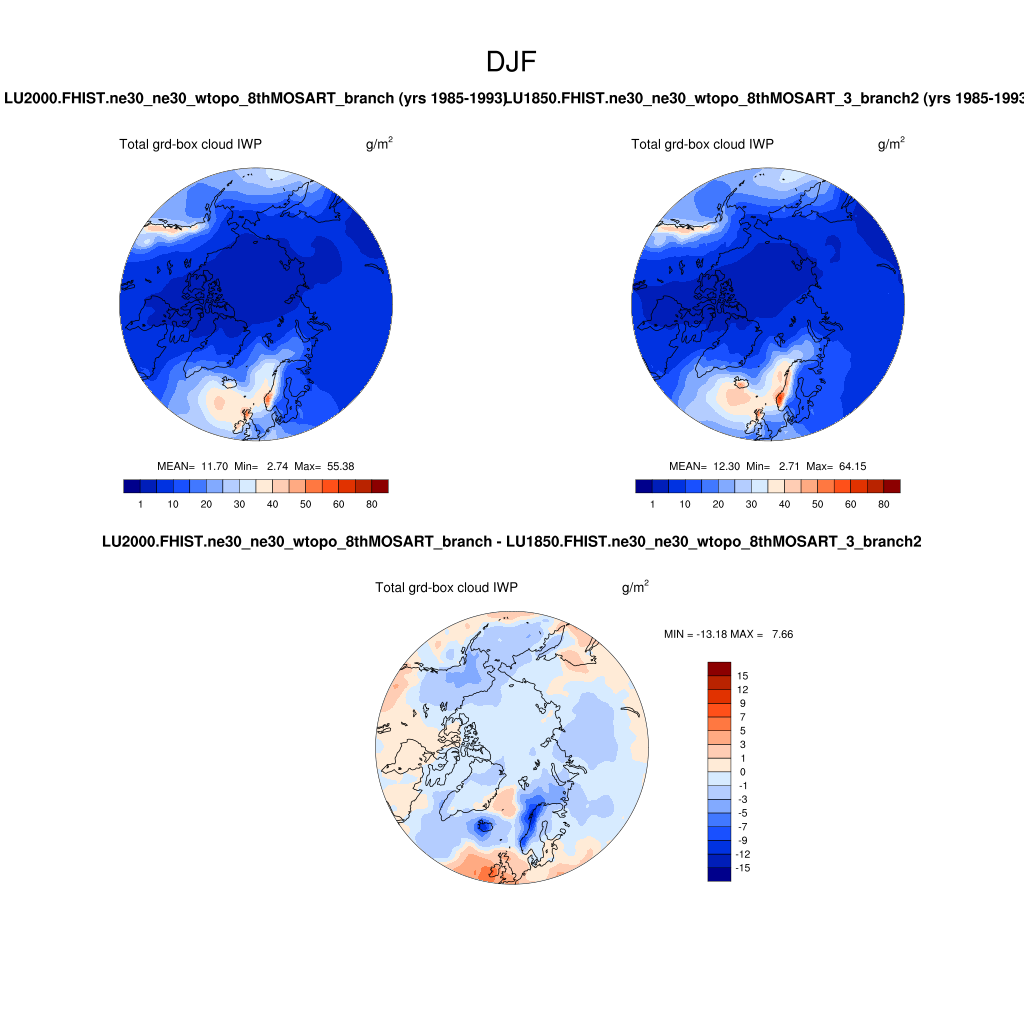 DJF
LU2000.FHIST.ne30_ne30_wtopo_8thMOSART_branch (yrs 1985-1993)
LU1850.FHIST.ne30_ne30_wtopo_8thMOSART_3_branch2 (yrs 1985-1993
Total grd-box cloud IWP g/m2
Total grd-box cloud IWP g/m2
MEAN= 11.70 Min= 2.74 Max= 55.38
MEAN= 12.30 Min= 2.71 Max= 64.15
1 10 20 30 40 50 60 80
1 10 20 30 40 50 60 80
LU2000.FHIST.ne30_ne30_wtopo_8thMOSART_branch - LU1850.FHIST.ne30_ne30_wtopo_8thMOSART_3_branch2
Total grd-box cloud IWP g/m2
MIN = -13.18 MAX = 7.66
15
12
9
7
5
3
1
0
-1
-3
-5
-7
-9
-12
-15